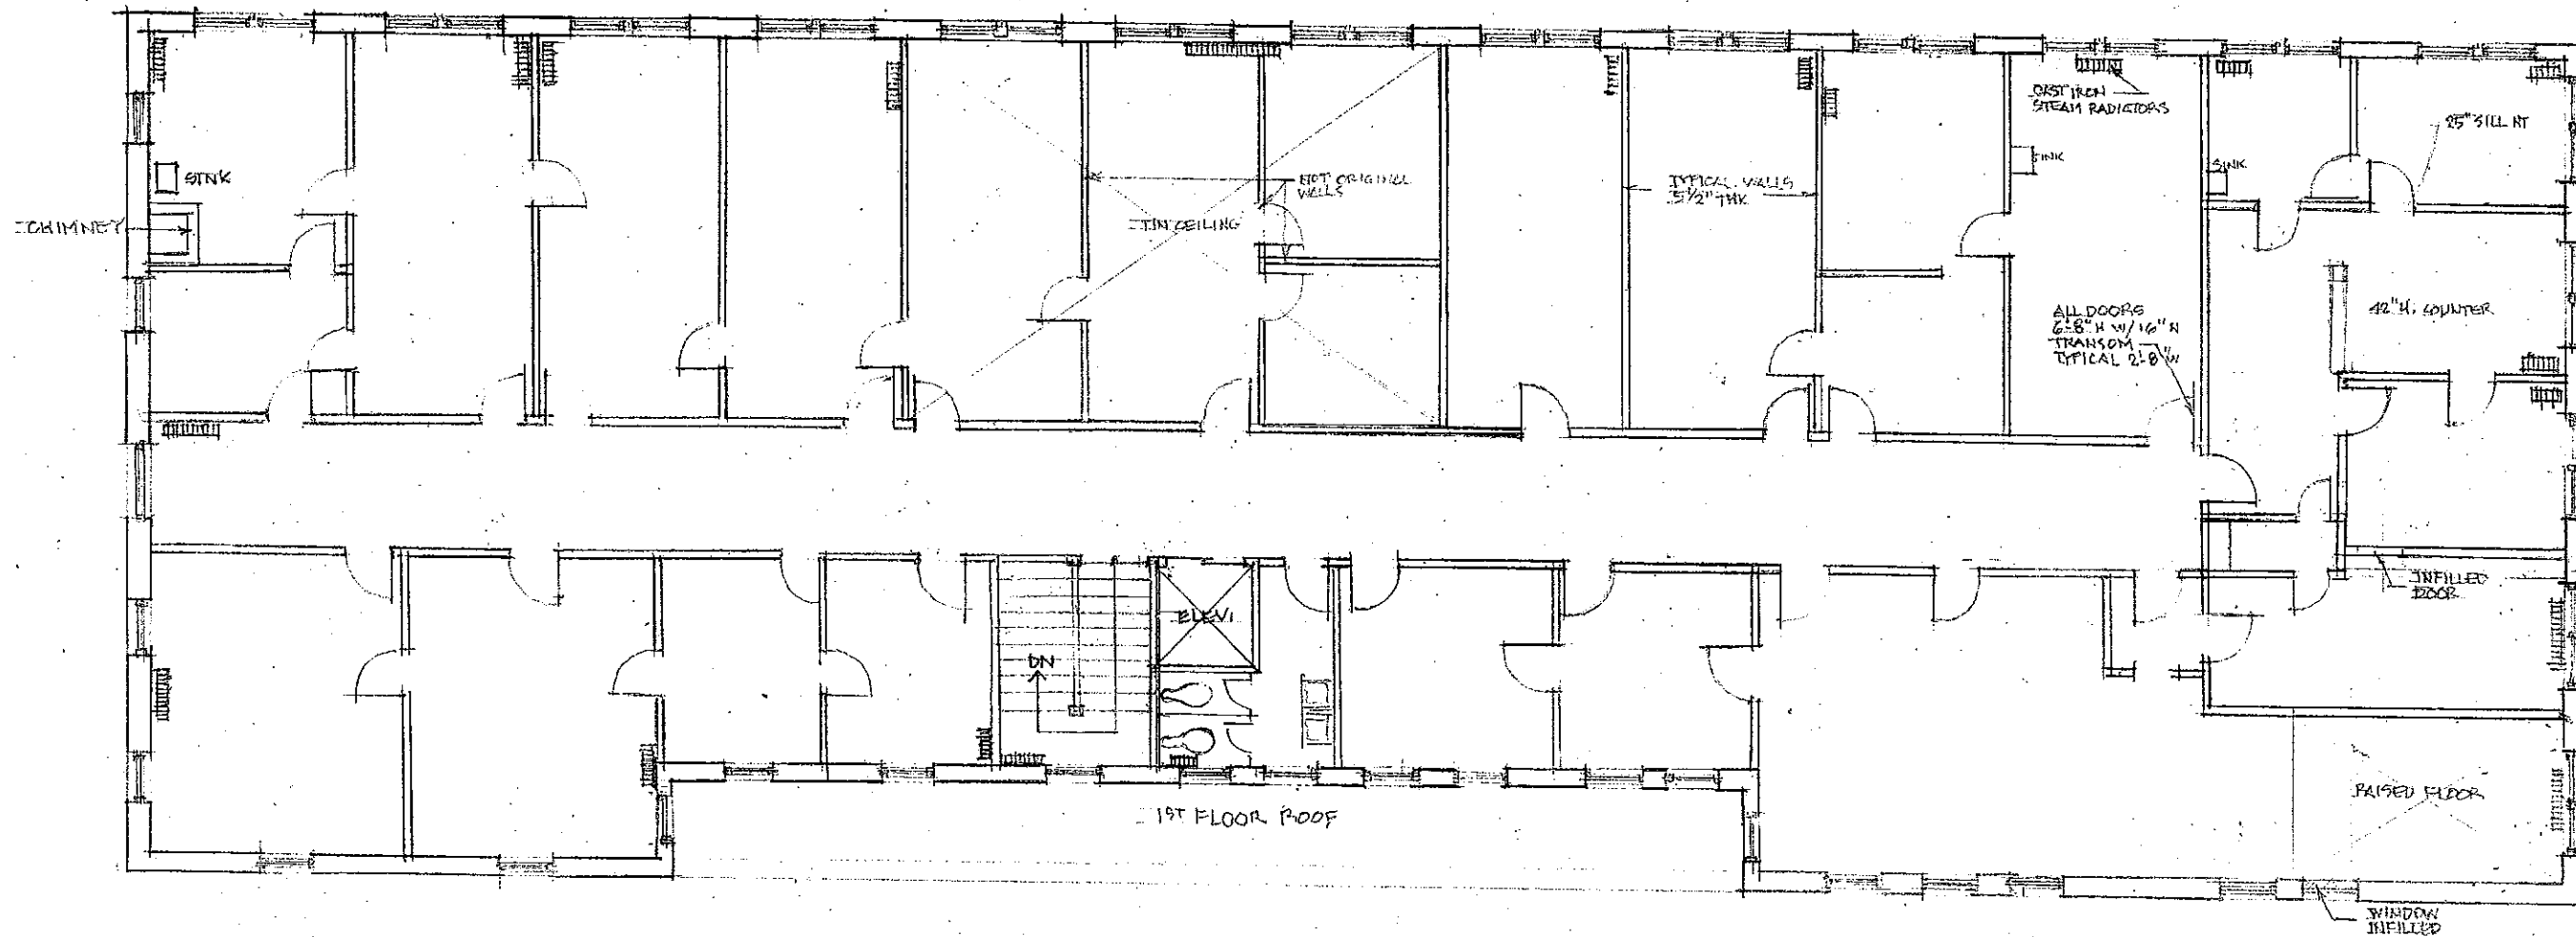 CAST IRON
STEAM RADIATORS
25" SILL HT
SINK
SINK
SINK
CHIMNEY
NOT ORIGINAL
WALLS
TYPICAL WALLS
5 1/2" THK
TIN CEILING
ALL DOORS
6'-8" H W/ 16" H
TRANSOM
TYPICAL 2'-8" W
42" H. COUNTER
INFILLED
DOOR
ELEV.
DN
RAISED FLOOR
1ST FLOOR ROOF
WINDOW
INFILLED